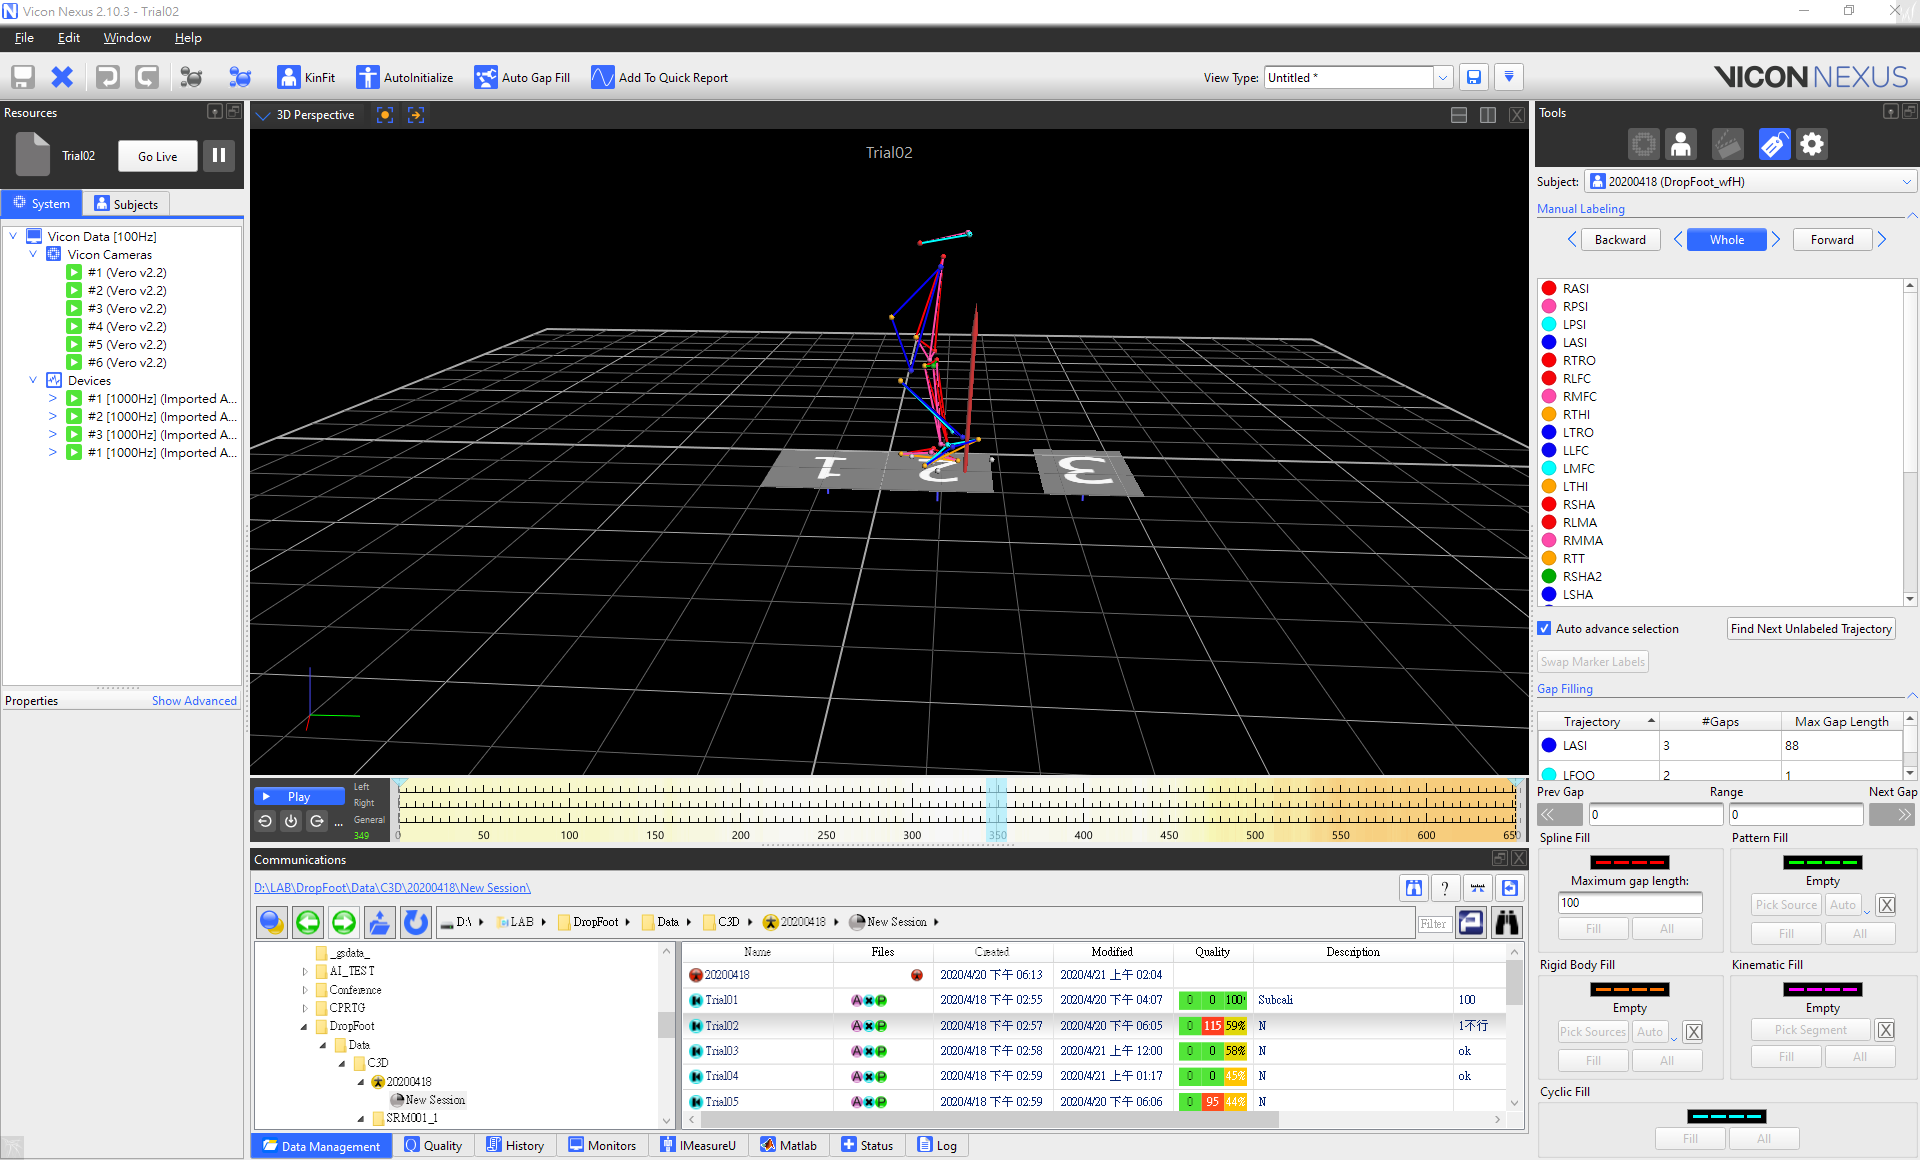 Vicon Nexus 2.10.3 - Trial02
File Edit Window Help
KinFit AutoInitialize Auto Gap Fill Add To Quick Report View Type: Untitled * VICON NEXUS
Resources
Trial02 Go Live
System Subjects
Vicon Data [100Hz]
Vicon Cameras
#1 (Vero v2.2)
#2 (Vero v2.2)
#3 (Vero v2.2)
#4 (Vero v2.2)
#5 (Vero v2.2)
#6 (Vero v2.2)
Devices
#1 [1000Hz] (Imported A...
#2 [1000Hz] (Imported A...
#3 [1000Hz] (Imported A...
#1 [1000Hz] (Imported A...
Properties Show Advanced
3D Perspective
Trial02
1 2 3
Play
Left
Right
General
349
...
0 50 100 150 200 250 300 350 400 450 500 550 600 650
Communications
D:\LAB\DropFoot\Data\C3D\20200418\New Session\
D:\ LAB DropFoot Data C3D 20200418 New Session Filter
_gsdata_
AI_TEST
Conference
CPRTG
DropFoot
Data
C3D
20200418
New Session
SRM001_1
Name Files Created Modified Quality Description
20200418 2020/4/20 下午 06:13 2020/4/21 上午 02:04
Trial01 A X P 2020/4/18 下午 02:55 2020/4/20 下午 04:07 0 0 100 Subcali 100
Trial02 A X P 2020/4/18 下午 02:57 2020/4/20 下午 06:05 0 115 59% N 1不行
Trial03 A X P 2020/4/18 下午 02:58 2020/4/21 上午 12:00 0 0 58% N ok
Trial04 A X P 2020/4/18 下午 02:59 2020/4/21 上午 01:17 0 0 45% N ok
Trial05 A X P 2020/4/18 下午 02:59 2020/4/20 下午 06:06 0 95 44% N
Data Management Quality History Monitors IMeasureU Matlab Status Log
Tools
Subject: 20200418 (DropFoot_wfH)
Manual Labeling
Backward Whole Forward
RASI
RPSI
LPSI
LASI
RTRO
RLFC
RMFC
RTHI
LTRO
LLFC
LMFC
LTHI
RSHA
RLMA
RMMA
RTT
RSHA2
LSHA
Auto advance selection Find Next Unlabeled Trajectory
Swap Marker Labels
Gap Filling
Trajectory #Gaps Max Gap Length
LASI 3 88
LFOO 2 1
Prev Gap Range Next Gap
0 0
Spline Fill Pattern Fill
Maximum gap length: Empty
100 Pick Source Auto X
Fill All Fill All
Rigid Body Fill Kinematic Fill
Empty Empty
Pick Sources Auto X Pick Segment X
Fill All Fill All
Cyclic Fill
Fill All